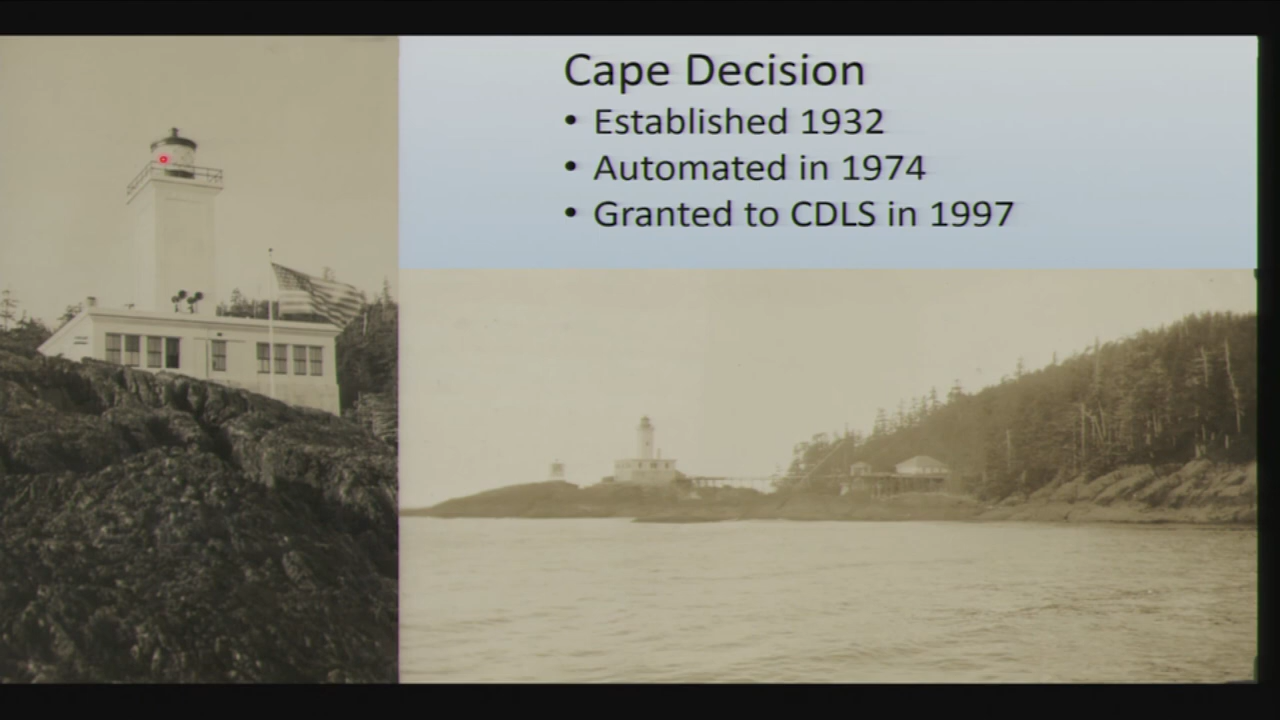 Cape Decision
• Established 1932
• Automated in 1974
• Granted to CDLS in 1997